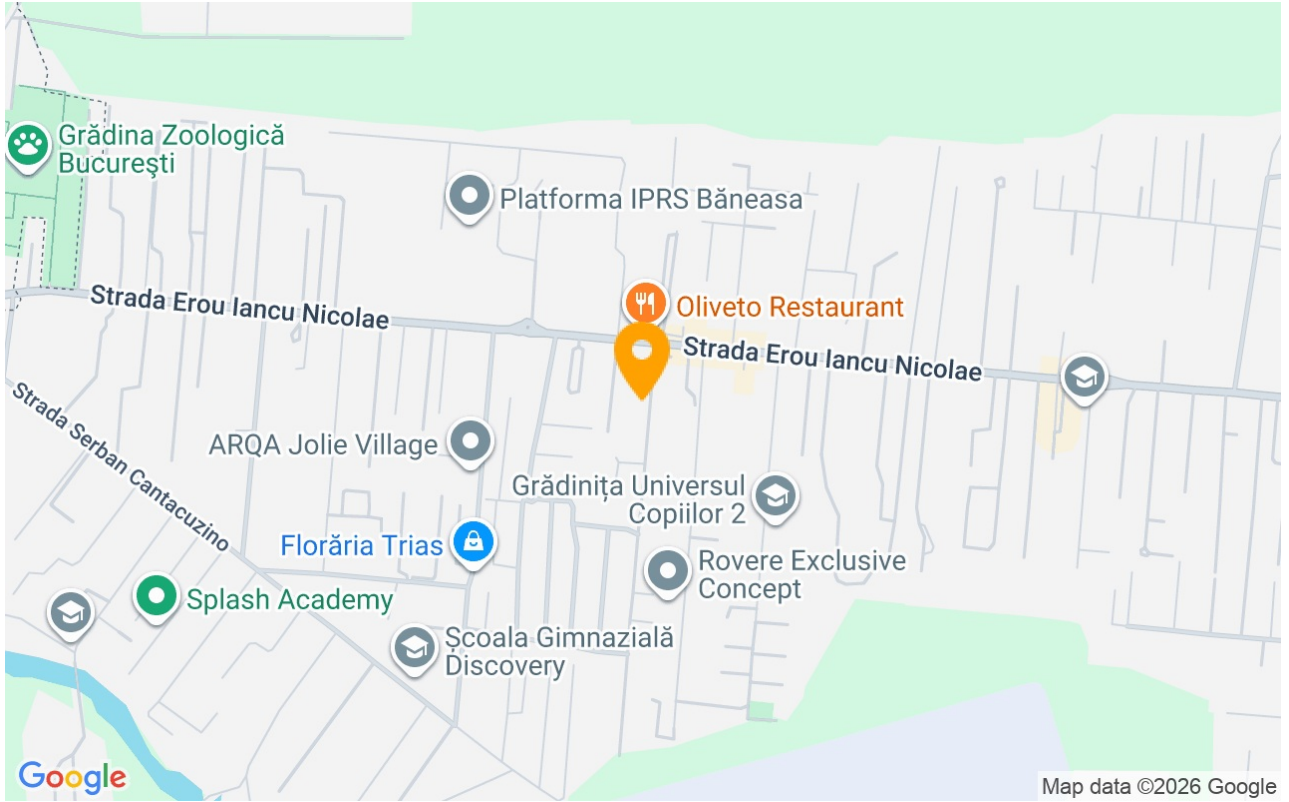 Grădina Zoologică
București
Platforma IPRS Băneasa
Strada Erou Iancu Nicolae
Oliveto Restaurant
Strada Erou Iancu Nicolae
Strada Serban Cantacuzino
ARQA Jolie Village
Grădinița Universul
Copiilor 2
Florăria Trias
Rovere Exclusive
Concept
Splash Academy
Școala Gimnazială
Discovery
Google
Map data ©2026 Google